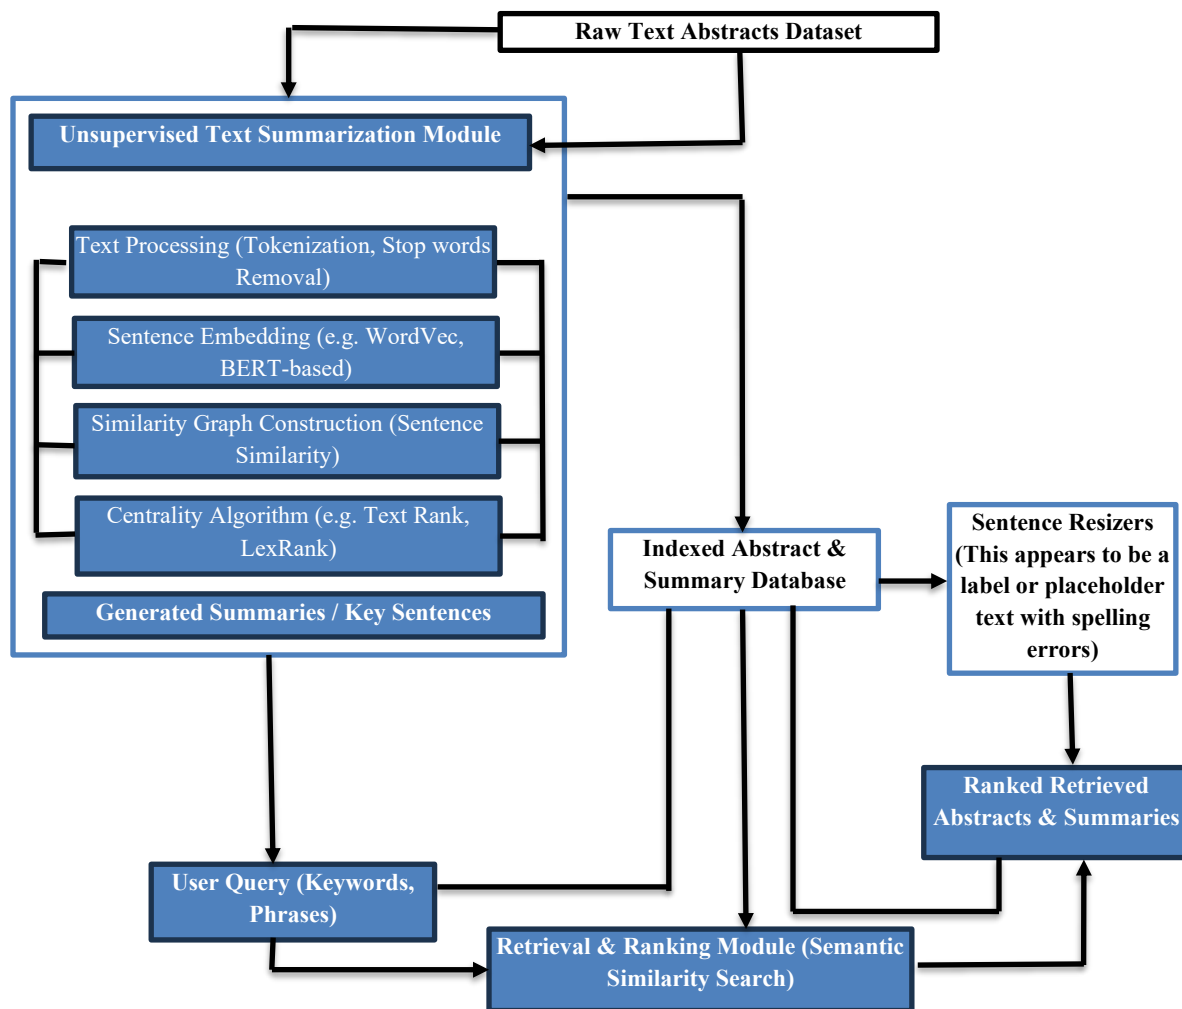 Raw Text Abstracts Dataset
Unsupervised Text Summarization Module
Text Processing (Tokenization, Stop words
Removal)
Sentence Embedding (e.g. WordVec,
BERT-based)
Similarity Graph Construction (Sentence
Similarity)
Centrality Algorithm (e.g. Text Rank,
LexRank)
Generated Summaries / Key Sentences
Indexed Abstract &
Summary Database
Sentence Resizers
(This appears to be a
label or placeholder
text with spelling
errors)
Ranked Retrieved
Abstracts & Summaries
User Query (Keywords,
Phrases)
Retrieval & Ranking Module (Semantic
Similarity Search)